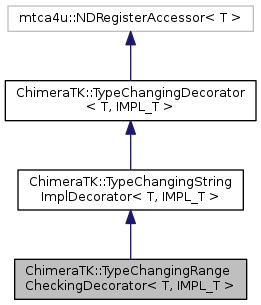 mtca4u::NDRegisterAccessor< T >
ChimeraTK::TypeChangingDecorator
< T, IMPL_T >
ChimeraTK::TypeChangingString
ImplDecorator< T, IMPL_T >
ChimeraTK::TypeChangingRange
CheckingDecorator< T, IMPL_T >